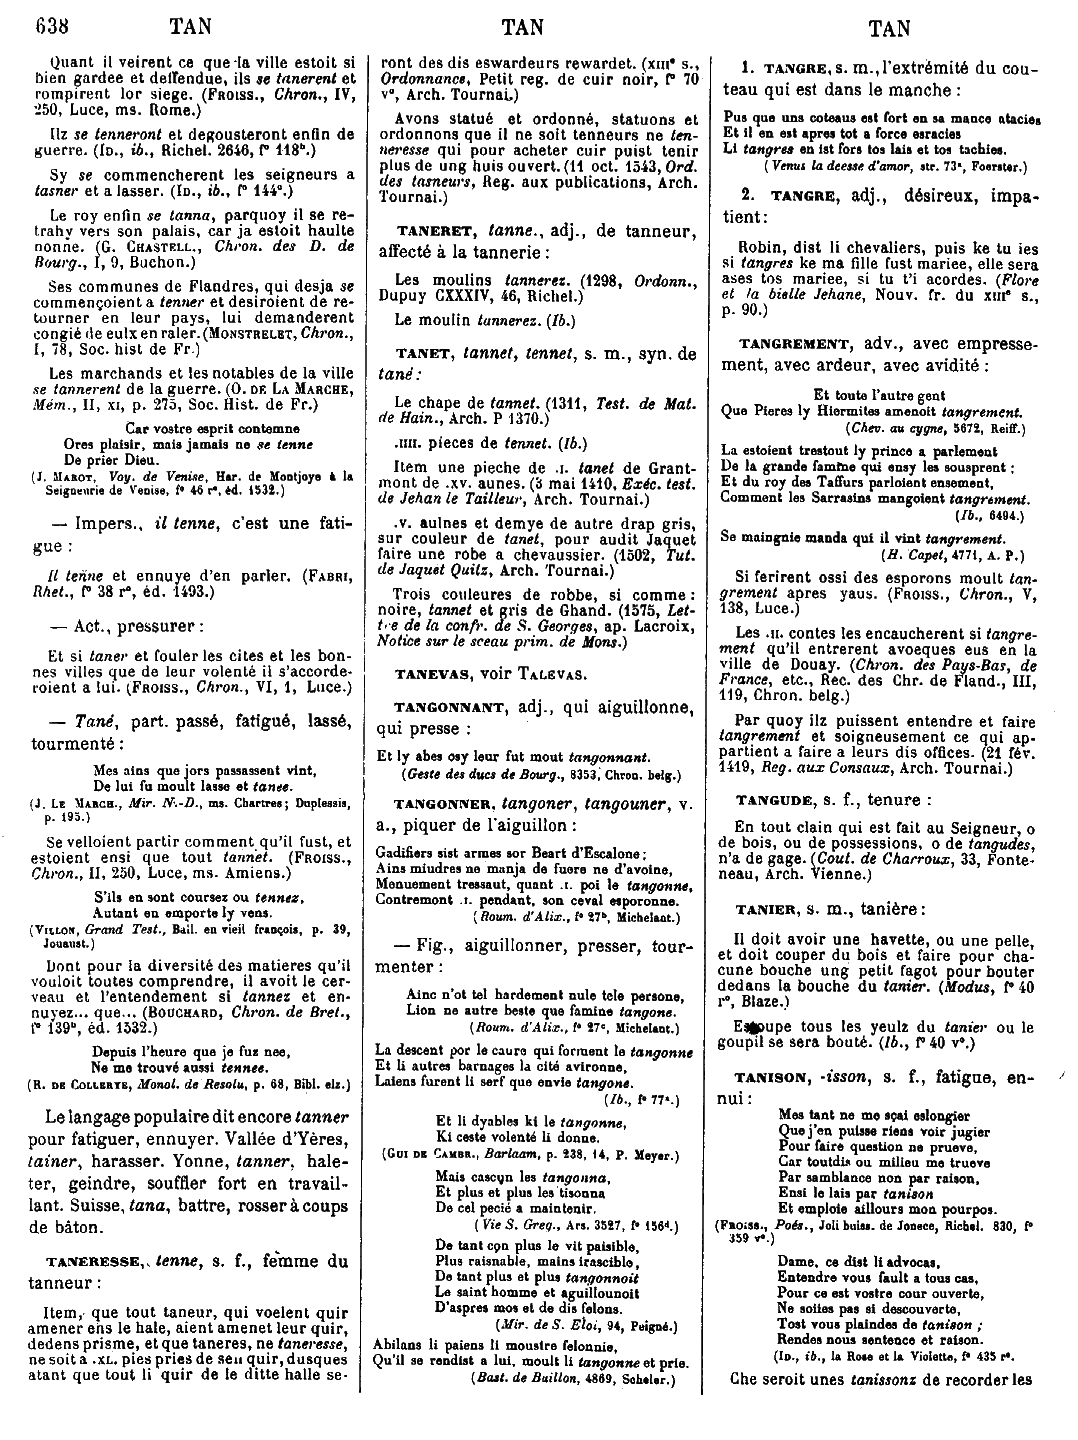 638 TAN TAN TAN
Quant il veirent ce que la ville estoit si
bien gardee et deffendue, ils se tanerent et
rompirent lor siege. (FROISS., Chron., IV,
250, Luce, ms. Rome.)
Ilz se tenneront et degousteront enfin de
guerre. (ID., ib., Richel. 2646, f° 118b.)
Sy se commencherent les seigneurs a
tasner et a lasser. (ID., ib., f° 144c.)
Le roy enfin se tanna, parquoy il se re-
trahy vers son palais, car ja estoit haulte
nonne. (G. CHASTELL., Chron. des D. de
Bourg., I, 9, Buchon.)
Ses communes de Flandres, qui desja se
commençoient a tenner et desiroient de re-
tourner en leur pays, lui demanderent
congié de eulx en raler. (MONSTRELET, Chron.,
I, 78, Soc. hist de Fr.)
Les marchands et les notables de la ville
se tannerent de la guerre. (O. DE LA MARCHE,
Mém., II, XI, p. 275, Soc. Hist. de Fr.)
Car vostre esprit contemne
Ores plaisir, mais jamais ne se tenne
De prier Dieu.
(J. MAROT, Voy. de Venise, Har. de Montjoye à la
Seigneurie de Venise, f° 46 r°, éd. 1532.)
— Impers., il tenne, c'est une fati-
gue :
Il tenne et ennuye d'en parler. (FABRI,
Rhet., f° 38 r°, éd. 1493.)
— Act., pressurer :
Et si taner et fouler les cites et les bon-
nes villes que de leur volenté il s'accorde-
roient a lui. (FROISS., Chron., VI, 1, Luce.)
— Tané, part. passé, fatigué, lassé,
tourmenté :
Mes ains que jors passassent vint,
De lui fu moult lasse et tanee.
(J. LE MARCH., Mir. N.-D., ms. Chartres; Duplessis,
p. 195.)
Se velloient partir comment qu'il fust, et
estoient ensi que tout tannet. (FROISS.,
Chron., II, 250, Luce, ms. Amiens.)
S'ils en sont coursez ou tennez,
Autant en emporte ly vens.
(VILLON, Grand Test., Bail. en vieil françois, p. 39,
Jouaust.)
Dont pour la diversité des matieres qu'il
vouloit toutes comprendre, il avoit le cer-
veau et l'entendement si tannez et en-
nuyez... que... (BOUCHARD, Chron. de Bret.,
f° 139b, éd. 1532.)
Depuis l'heure que je fuz nee,
Ne me trouvé aussi tennee.
(R. DE COLLERYE, Monol. de Resolu, p. 68, Bibl. elz.)
Le langage populaire dit encore tanner
pour fatiguer, ennuyer. Vallée d'Yères,
tainer, harasser. Yonne, tanner, hale-
ter, geindre, souffler fort en travail-
lant. Suisse, tana, battre, rosser à coups
de bâton.
TANERESSE, tenne, s. f., femme du
tanneur :
Item, que tout taneur, qui voelent quir
amener ens le hale, aient amenet leur quir,
dedens prisme, et que taneres, ne taneresse,
ne soit a .XL. pies pries de seu quir, dusques
atant que tout li quir de le ditte halle se-
ront des dis eswardeurs rewardet. (XIIIe s.,
Ordonnance, Petit reg. de cuir noir, f° 70
v°, Arch. Tournai.)
Avons statué et ordonné, statuons et
ordonnons que il ne soit tenneurs ne ten-
neresse qui pour acheter cuir puist tenir
plus de ung huis ouvert. (11 oct. 1543, Ord.
des tasneurs, Reg. aux publications, Arch.
Tournai.)
TANERET, tanne., adj., de tanneur,
affecté à la tannerie :
Les moulins tannerez. (1298, Ordonn.,
Dupuy CXXXIV, 46, Richel.)
Le moulin tannerez. (Ib.)
TANET, tannet, tennet, s. m., syn. de
tané :
Le chape de tannet. (1311, Test. de Mat.
de Hain., Arch. P 1370.)
.IIII. pieces de tennet. (Ib.)
Item une pieche de .I. tanet de Grant-
mont de .XV. aunes. (3 mai 1410, Exéc. test.
de Jehan le Tailleur, Arch. Tournai.)
.V. aulnes et demye de autre drap gris,
sur couleur de tanet, pour audit Jaquet
faire une robe a chevaussier. (1502, Tut.
de Jaquet Quilz, Arch. Tournai.)
Trois couleures de robbe, si comme :
noire, tannet et gris de Ghand. (1575, Let-
tre de la confr. de S. Georges, ap. Lacroix,
Notice sur le sceau prim. de Mons.)
TANEVAS, voir TALEVAS.
TANGONNANT, adj., qui aiguillonne,
qui presse :
Et ly abes osy leur fut mout tangonnant.
(Geste des ducs de Bourg., 8353, Chron. belg.)
TANGONNER, tangoner, tangouner, v.
a., piquer de l'aiguillon :
Gadifiers sist armes sor Beart d'Escalone;
Ains miudres ne manja de fuere ne d'avoine,
Menuement tressaut, quant .I. poi le tangonne,
Contremont .I. pendant, son ceval esporonne.
(Roum. d'Alix., f° 27b, Michelant.)
— Fig., aiguillonner, presser, tour-
menter :
Ainc n'ot tel hardement nule tele persone,
Lion ne autre beste que famine tangone.
(Roum. d'Alix., f° 27c, Michelant.)
La descent por le caure qui forment le tangonne
Et li autres barnages la cité avironne,
Laiens furent li serf que envie tangone.
(Ib., f° 77a.)
Et li dyables ki le tangonne,
Ki ceste volenté li donne.
(GUI DE CAMBR., Barlaam, p. 238, 14, P. Meyer.)
Mais cascun les tangonna,
Et plus et plus les tisonna
De cel pecié a maintenir.
(Vie S. Greg., Ars. 3527, f° 156d.)
De tant con plus le vit paisible,
Plus raisnable, mains irascible,
De tant plus et plus tangonnoit
Le saint homme et aguillounoit
D'aspres mos et de dis felons.
(Mir. de S. Eloi, 94, Peigné.)
Abilans li paiens li moustre felonnie,
Qu'il se rendist a lui, moult li tangonne et prie.
(Bast. de Buillon, 4869, Scheler.)
1. TANGRE, s. m., l'extrémité du cou-
teau qui est dans le manche :
Pus que uns coteaus est fort en sa mance atacies
Et il en est apres tot a force esracies
Li tangres en ist fors tos lais et tos tachies.
(Venus la deesse d'amor, str. 73a, Foerster.)
2. TANGRE, adj., désireux, impa-
tient :
Robin, dist li chevaliers, puis ke tu ies
si tangres ke ma fille fust mariee, elle sera
ases tos mariee, si tu t'i acordes. (Flore
et la bielle Jehane, Nouv. fr. du XIIIe s.,
p. 90.)
TANGREMENT, adv., avec empresse-
ment, avec ardeur, avec avidité :
Et toute l'autre gent
Que Pieres ly Hiermites amenoit tangrement.
(Chev. au cygne, 5672, Reiff.)
La estoient trestout ly prince a parlement
De la grande famine qui ensy les sousprent ;
Et du roy des Taffurs parloient ensement,
Comment les Sarrasins mangoient tangrement.
(Ib., 6494.)
Se maingnie manda qui il vint tangrement.
(H. Capet, 4771, A. P.)
Si ferirent ossi des esporons moult tan-
grement apres yaus. (FROISS., Chron., V,
138, Luce.)
Les .II. contes les encaucherent si tangre-
ment qu'il entrerent avoeques eus en la
ville de Douay. (Chron. des Pays-Bas, de
France, etc., Rec. des Chr. de Fland., III,
119, Chron. belg.)
Par quoy ilz puissent entendre et faire
tangrement et soigneusement ce qui ap-
partient a faire a leurs dis offices. (21 fév.
1419, Reg. aux Consaux, Arch. Tournai.)
TANGUDE, s. f., tenure :
En tout clain qui est fait au Seigneur, o
de bois, ou de possessions, o de tangudes,
n'a de gage. (Cout. de Charroux, 33, Fonte-
neau, Arch. Vienne.)
TANIER, s. m., tanière :
Il doit avoir une havette, ou une pelle,
et doit couper du bois et faire pour cha-
cune bouche ung petit fagot pour bouter
dedans la bouche du tanier. (Modus, f° 40
r°, Blaze.)
Estoupe tous les yeulz du tanier ou le
goupil se sera bouté. (Ib., f° 40 v°.)
TANISON, -isson, s. f., fatigue, en-
nui :
Mes tant ne me sçai eslongier
Que j'en puisse riens voir jugier
Pour faire question ne prueve,
Car toutdis ou milieu me trueve
Par samblance non par raison,
Ensi le lais par tanison
Et emploie aillours mon pourpos.
(FROISS., Poés., Joli buiss. de Jonece, Richel. 830, f°
359 v°.)
Dame, ce dist li advocas,
Entendre vous fault a tous cas,
Pour ce est vostre cour ouverte,
Ne soiies pas si descouverte,
Tost vous plaindes de tanison ;
Rendes nous sentence et raison.
(ID., ib., la Rose et la Violette, f° 435 r°.
Che seroit unes tanissonz de recorder les